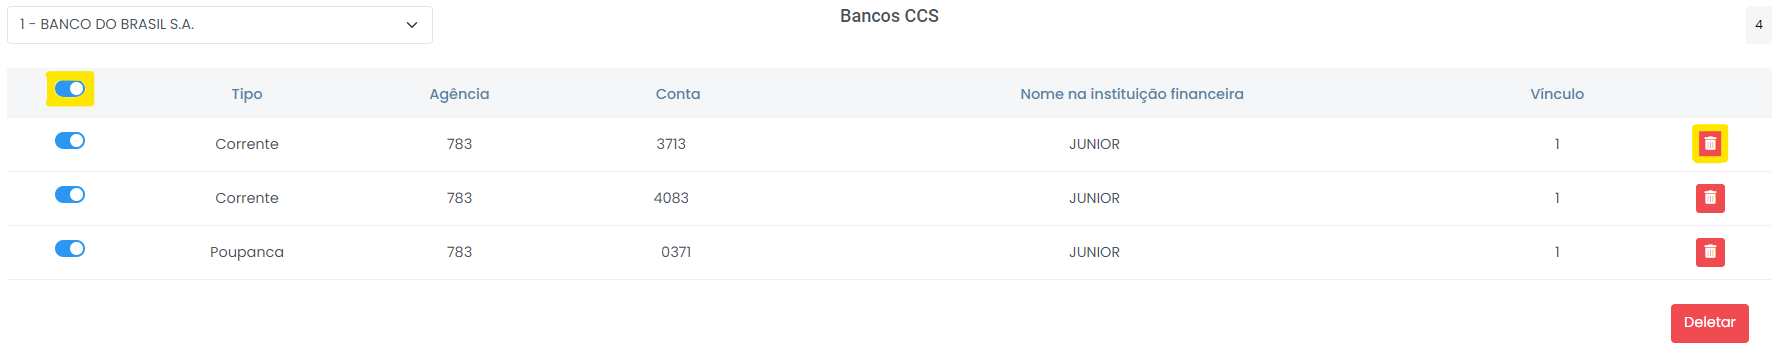 1 - BANCO DO BRASIL S.A.
Bancos CCS
4
Tipo Agência Conta Nome na instituição financeira Vínculo
Corrente 783 3713 JUNIOR 1
Corrente 783 4083 JUNIOR 1
Poupanca 783 0371 JUNIOR 1
Deletar